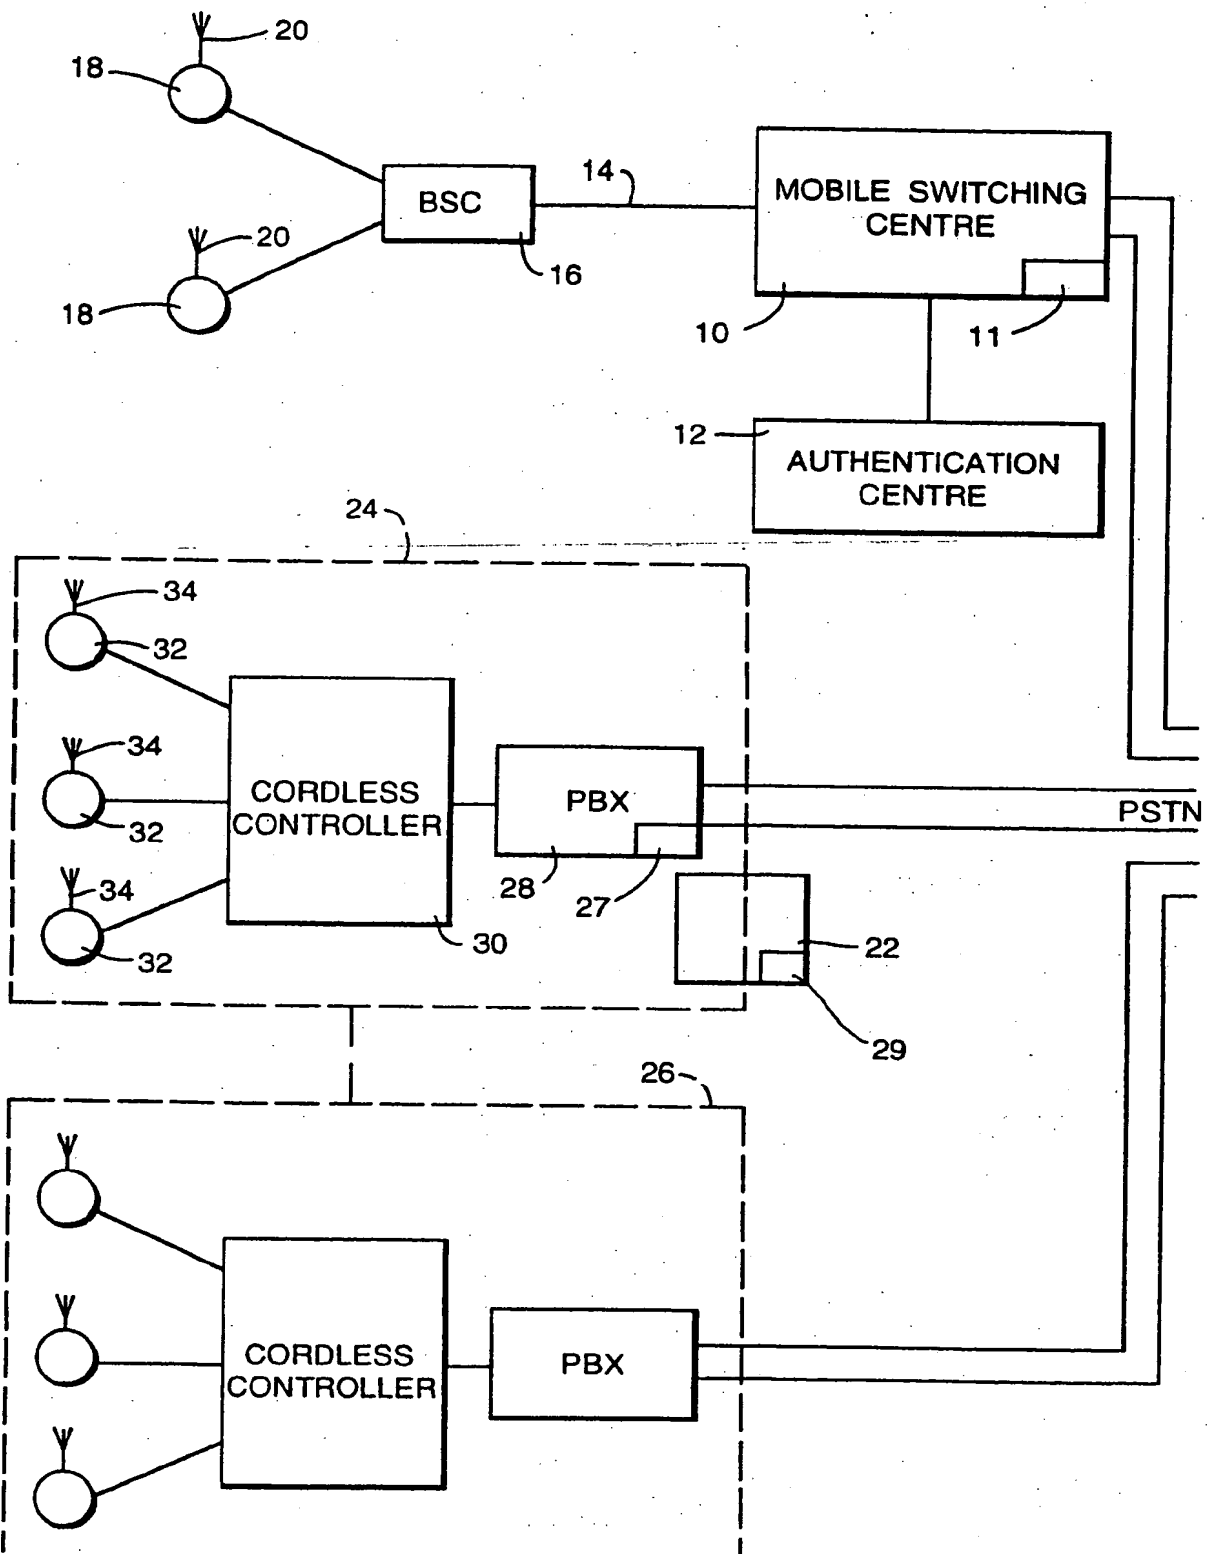 20
18
14
BSC
MOBILE SWITCHING
CENTRE
20
16
18
10
11
12
AUTHENTICATION
CENTRE
24
34
32
34
CORDLESS
CONTROLLER
PBX
PSTN
32
34
28
27
30
22
32
29
26
CORDLESS
CONTROLLER
PBX